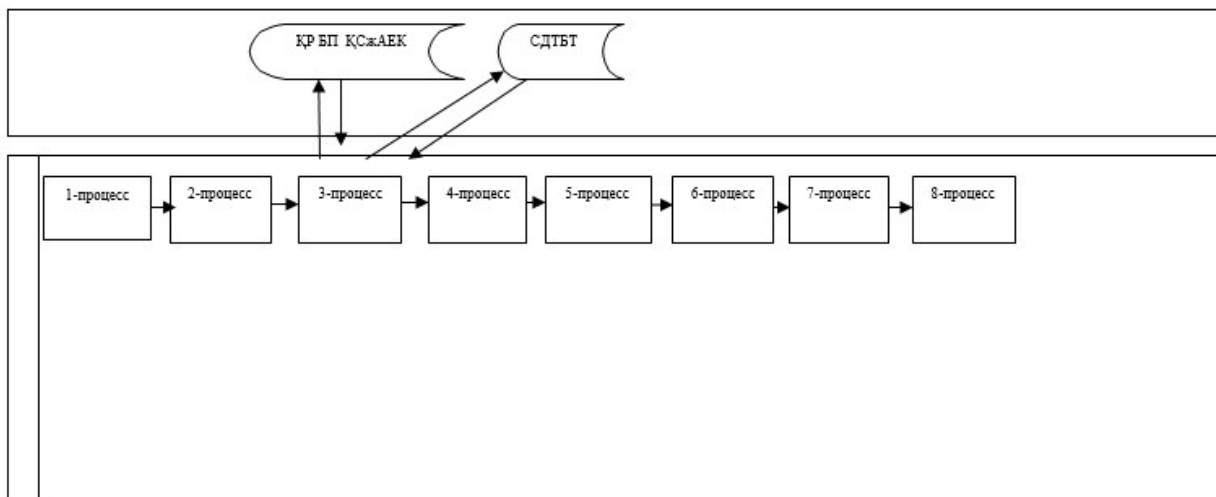 ҚР БП ҚСжАЕК
СДТБТ
1-процесс
2-процесс
3-процесс
4-процесс
5-процесс
6-процесс
7-процесс
8-процесс